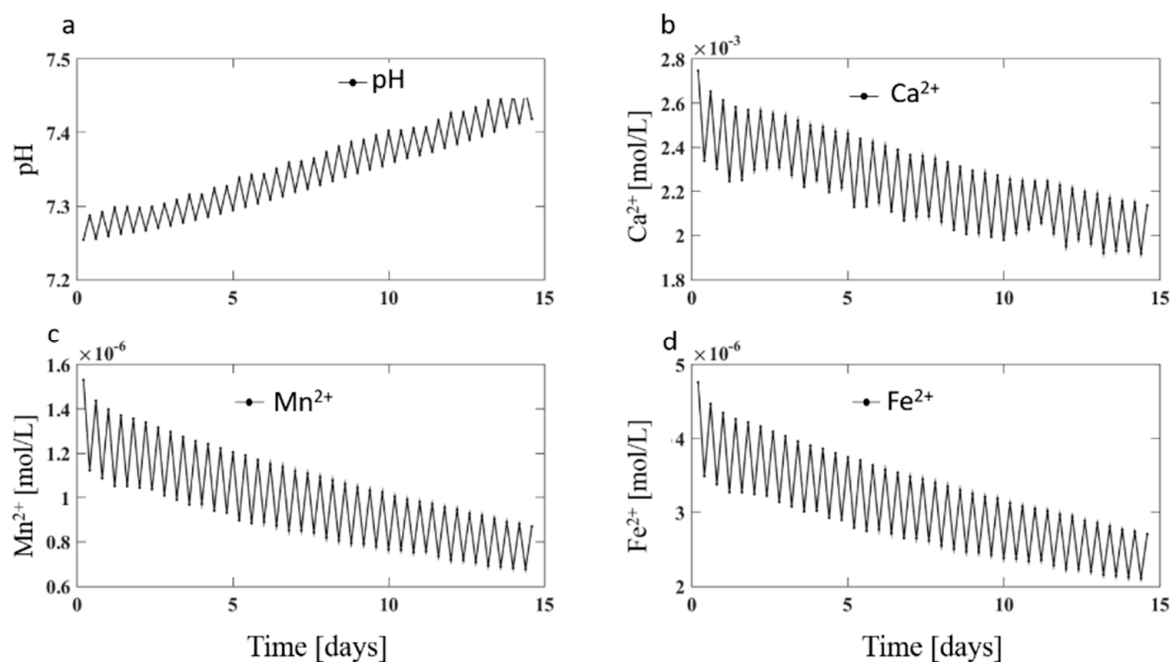 a
7.5
7.4
7.3
7.2
pH
pH
0
5
10
15
b
×10⁻³
2.8
2.6
2.4
2.2
2
1.8
Ca²⁺ [mol/L]
Ca²⁺
0
5
10
15
c
×10⁻⁶
1.6
1.4
1.2
1
0.8
0.6
Mn²⁺ [mol/L]
Mn²⁺
0
5
10
15
Time [days]
d
×10⁻⁶
5
4
3
2
Fe²⁺ [mol/L]
Fe²⁺
0
5
10
15
Time [days]